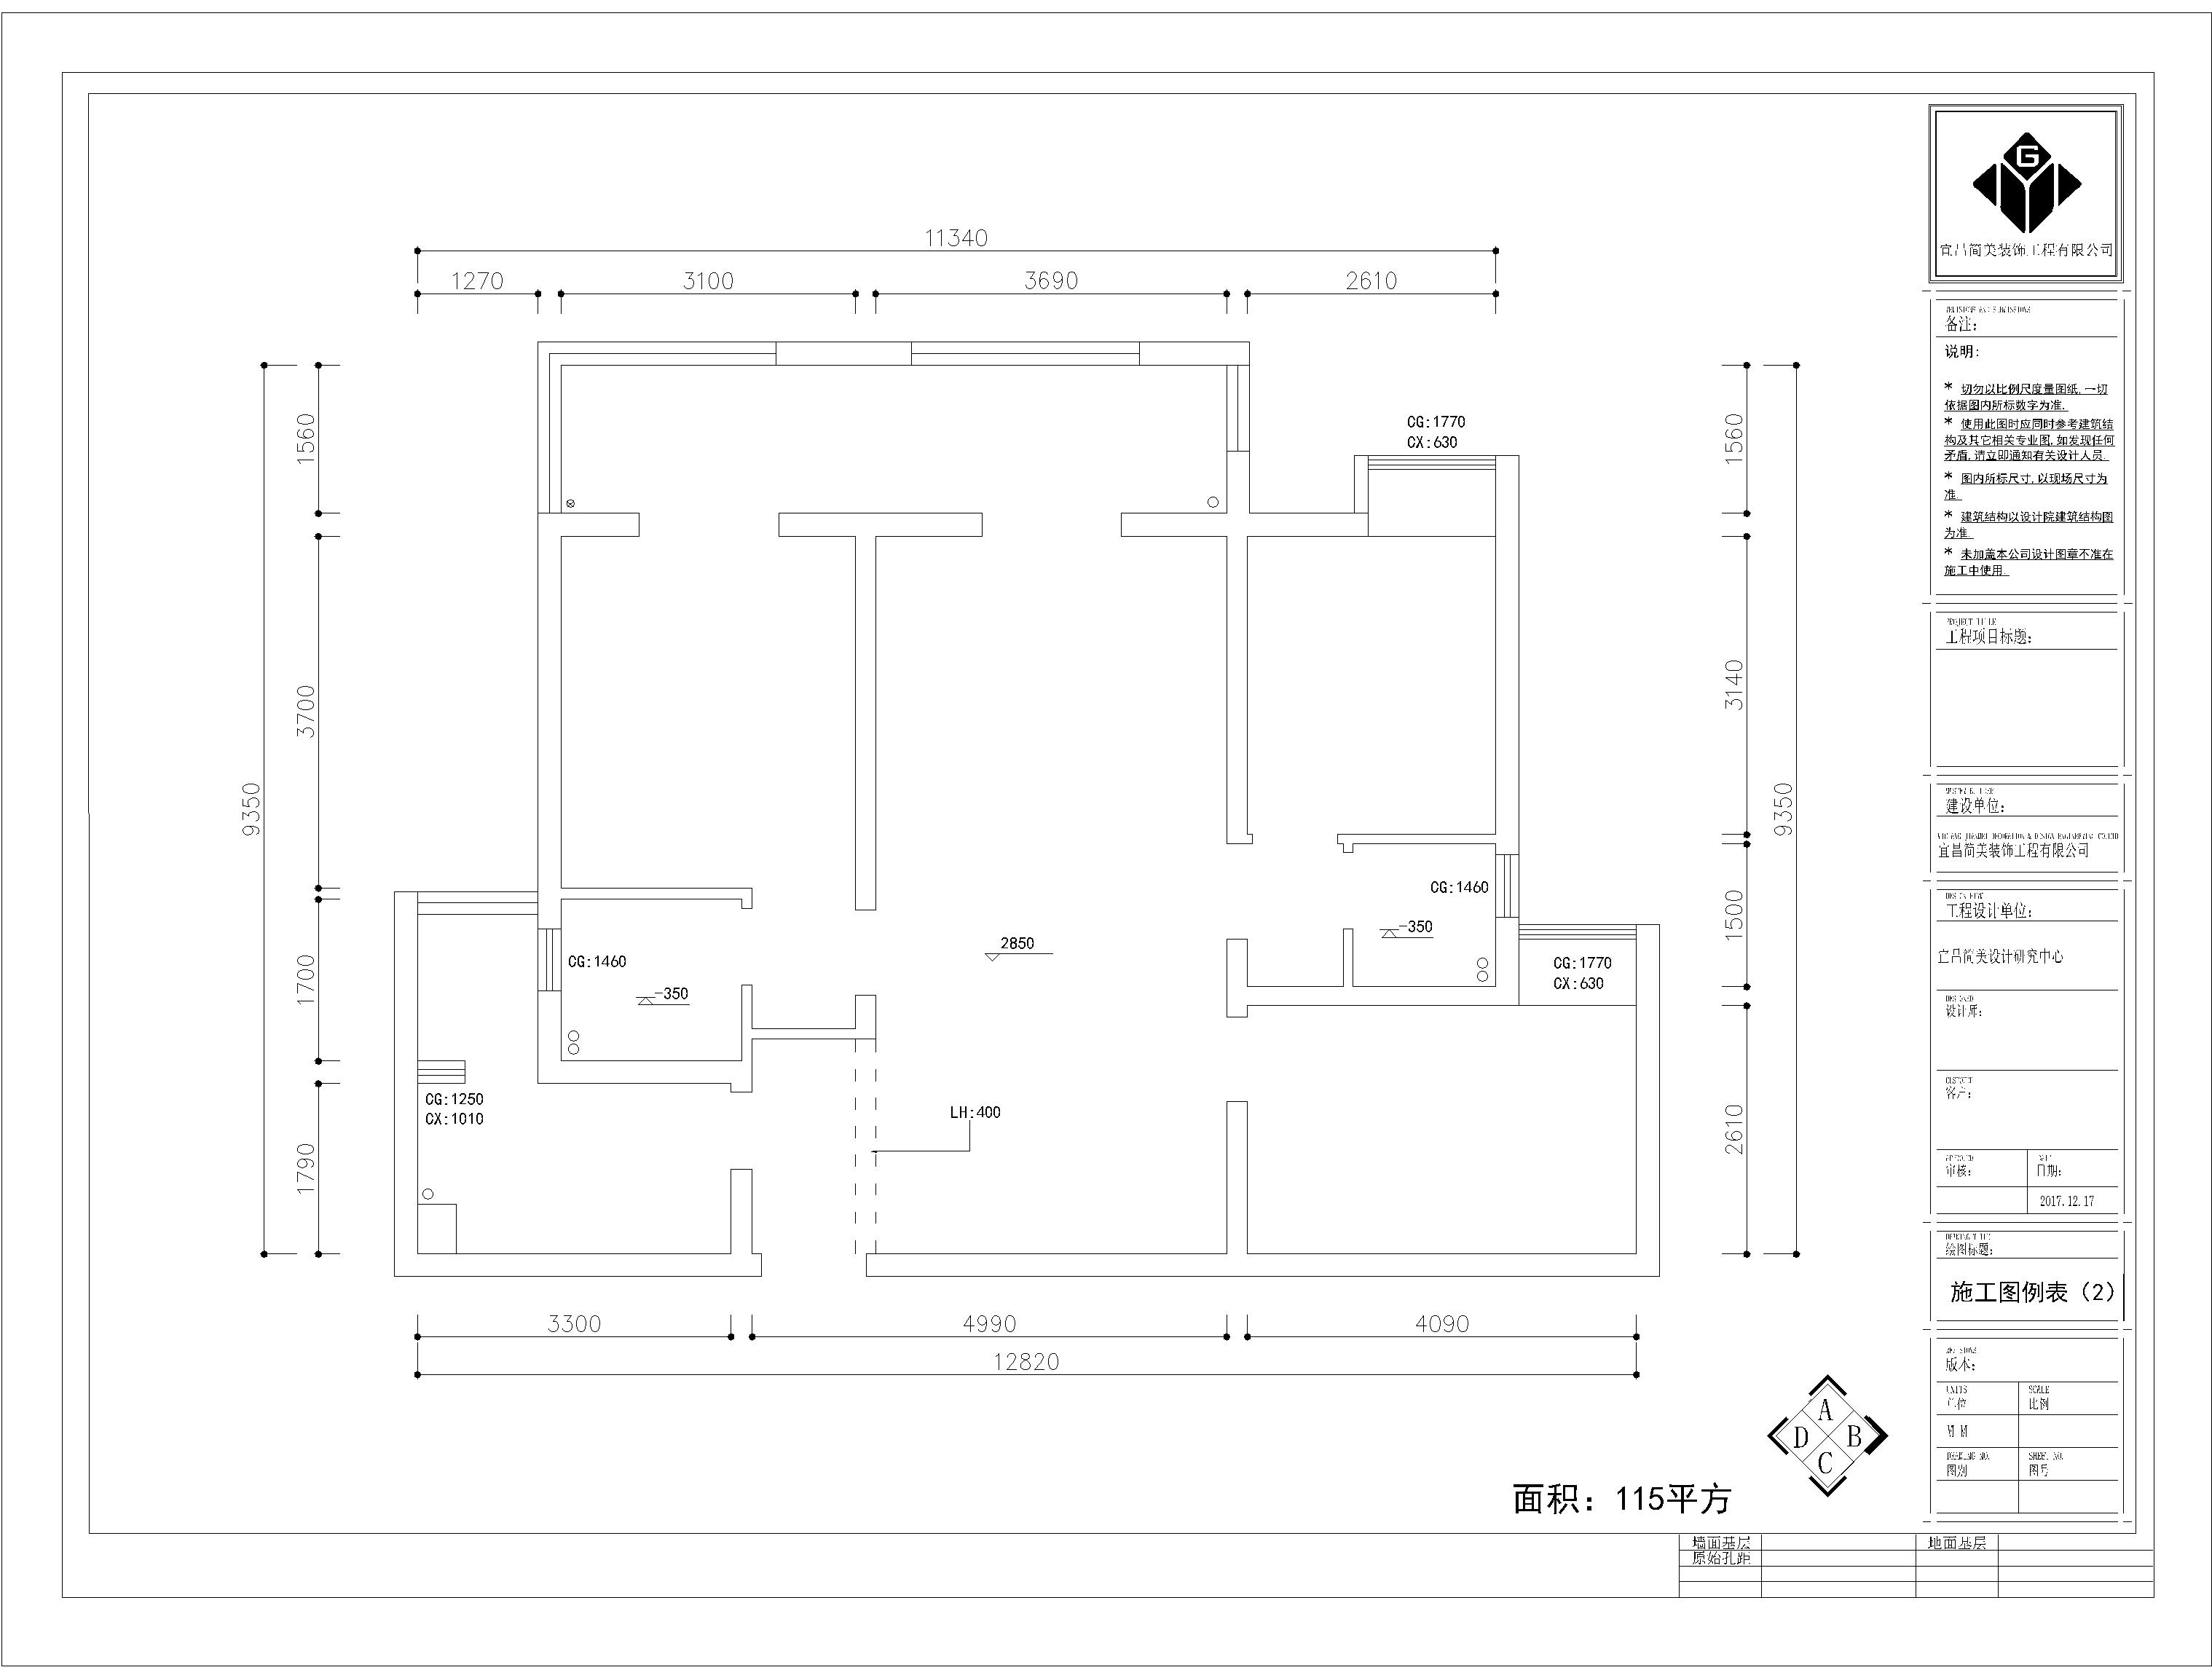 11340
1270
3100
3690
2610
9350
1560
3700
1700
1790
CG:1770
CX:630
CG:1460
-350
CG:1770
CX:630
2850
CG:1460
-350
CG:1250
CX:1010
LH:400
1560
3140
1500
2610
9350
3300
4990
4090
12820
A
D
B
C
面积：115平方
G
宜昌简美装饰工程有限公司
备注：
说明：
* 切勿以比例尺度量图纸,一切
依据图内所标数字为准.
* 使用此图时应同时参考建筑结
构及其它相关专业图,如发现任何
矛盾,请立即通知有关设计人员.
* 图内所标尺寸,以现场尺寸为
准.
* 建筑结构以设计院建筑结构图
为准.
* 未加盖本公司设计图章不准在
施工中使用.
PROJECT TITLE
工程项目标题：
建设单位：
宜昌简美装饰工程有限公司
工程设计单位：
宜昌简美设计研究中心
设计师：
客户：
审核：
日期：
2017.12.17
绘图标题：
施工图例表（2）
版本：
UNITS
单位
SCALE
比例
M M
图别
SHEET NO.
图号
墙面基层
地面基层
原始孔距